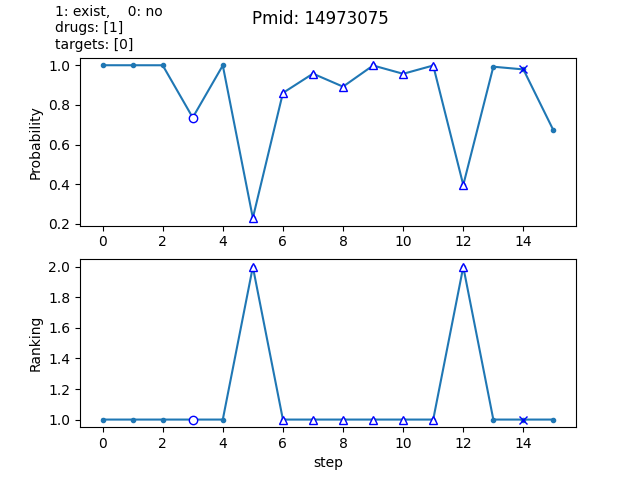 1: exist,    0: no
drugs: [1]
targets: [0]
Pmid: 14973075
Probability
1.0
0.8
0.6
0.4
0.2
0 2 4 6 8 10 12 14
Ranking
2.0
1.8
1.6
1.4
1.2
1.0
0 2 4 6 8 10 12 14
step